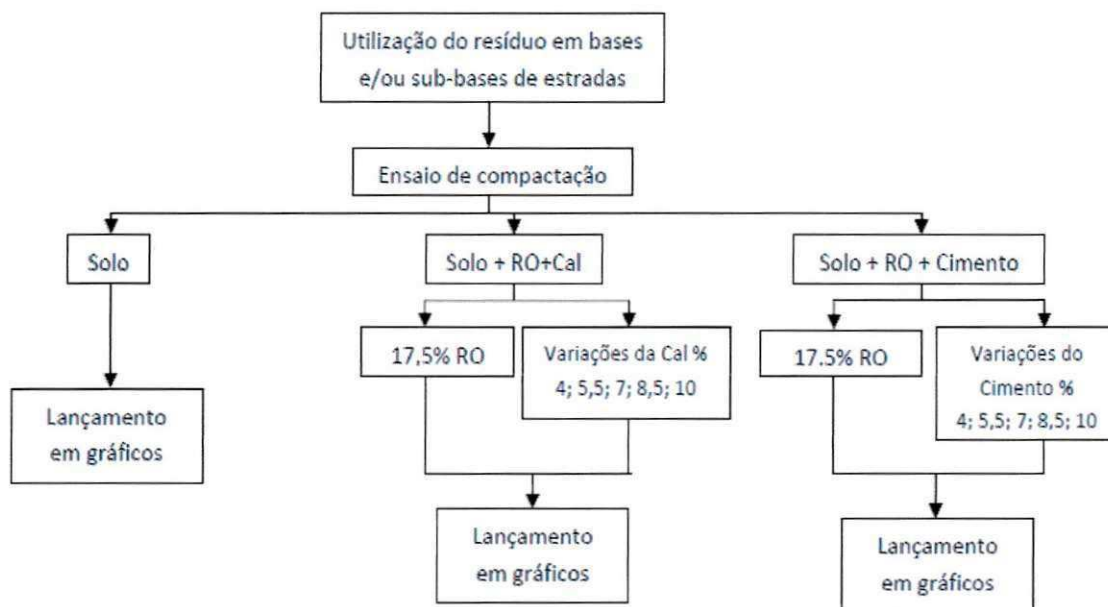 Utilização do resíduo em bases
e/ou sub-bases de estradas
Ensaio de compactação
Solo
Solo + RO+Cal
Solo + RO + Cimento
17,5% RO
Variações da Cal %
4; 5,5; 7; 8,5; 10
17.5% RO
Variações do
Cimento %
4; 5,5; 7; 8,5; 10
Lançamento
em gráficos
Lançamento
em gráficos
Lançamento
em gráficos